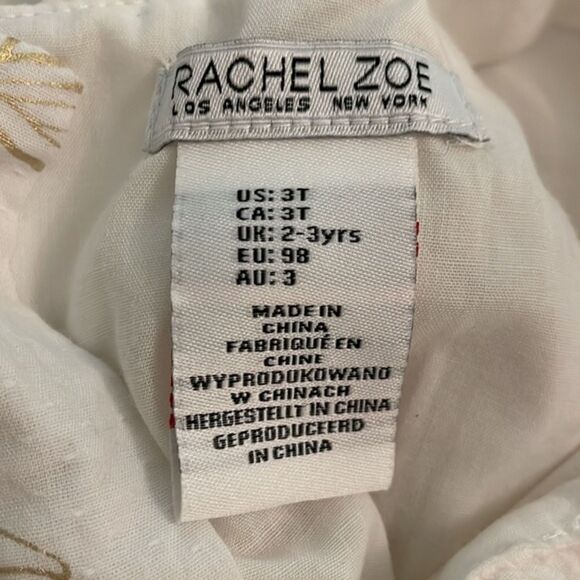 RACHEL ZOE
LOS ANGELES NEW YORK
US: 3T
CA: 3T
UK: 2-3yrs
EU: 98
AU: 3
MADE IN
CHINA
FABRIQUÉ EN
CHINE
WYPRODUKOWANO
W CHINACH
HERGESTELLT IN CHINA
GEPRODUCEERD
IN CHINA